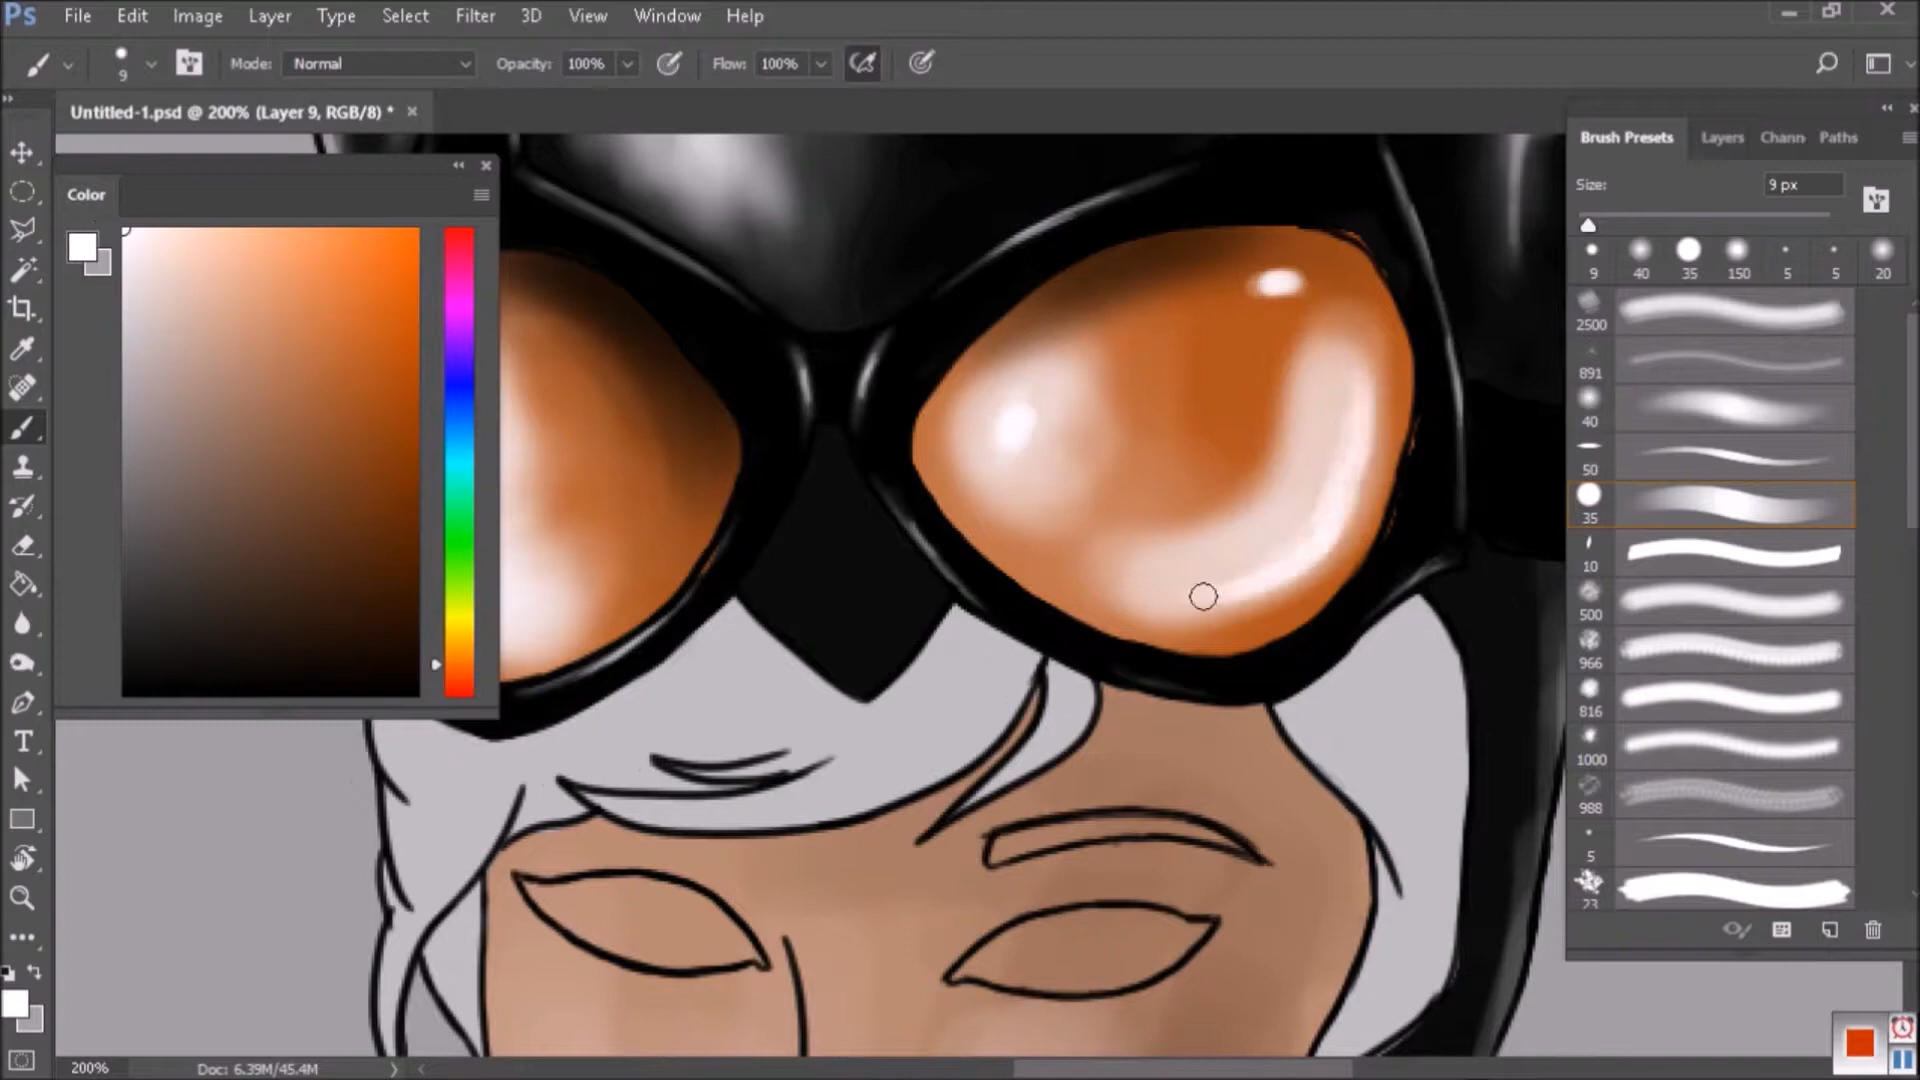 Ps File Edit Image Layer Type Select Filter 3D View Window Help
9 Mode: Normal Opacity: 100% Flow: 100%
Untitled-1.psd @ 200% (Layer 9, RGB/8) *
Color
Brush Presets Layers Chann Paths
Size: 9 px
9 40 35 150 5 5 20
2500
891
40
50
35
10
500
966
816
1000
988
5
23
T
200% Doc: 6.39M/45.4M